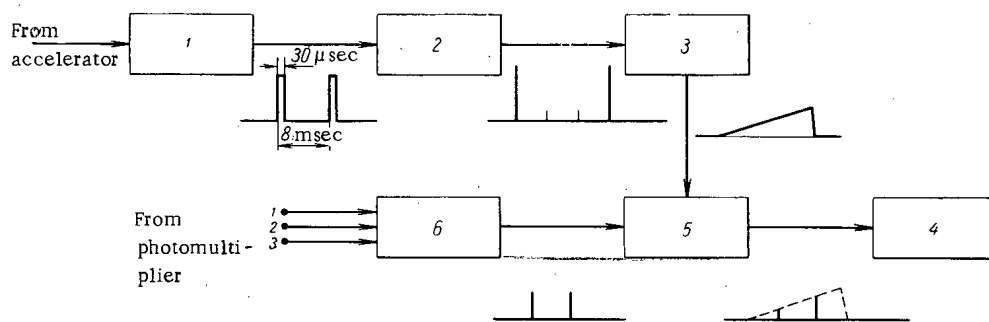 From
accelerator
1
2
3
30 μsec
8 msec
From
photomulti-
plier
1
2
3
6
5
4